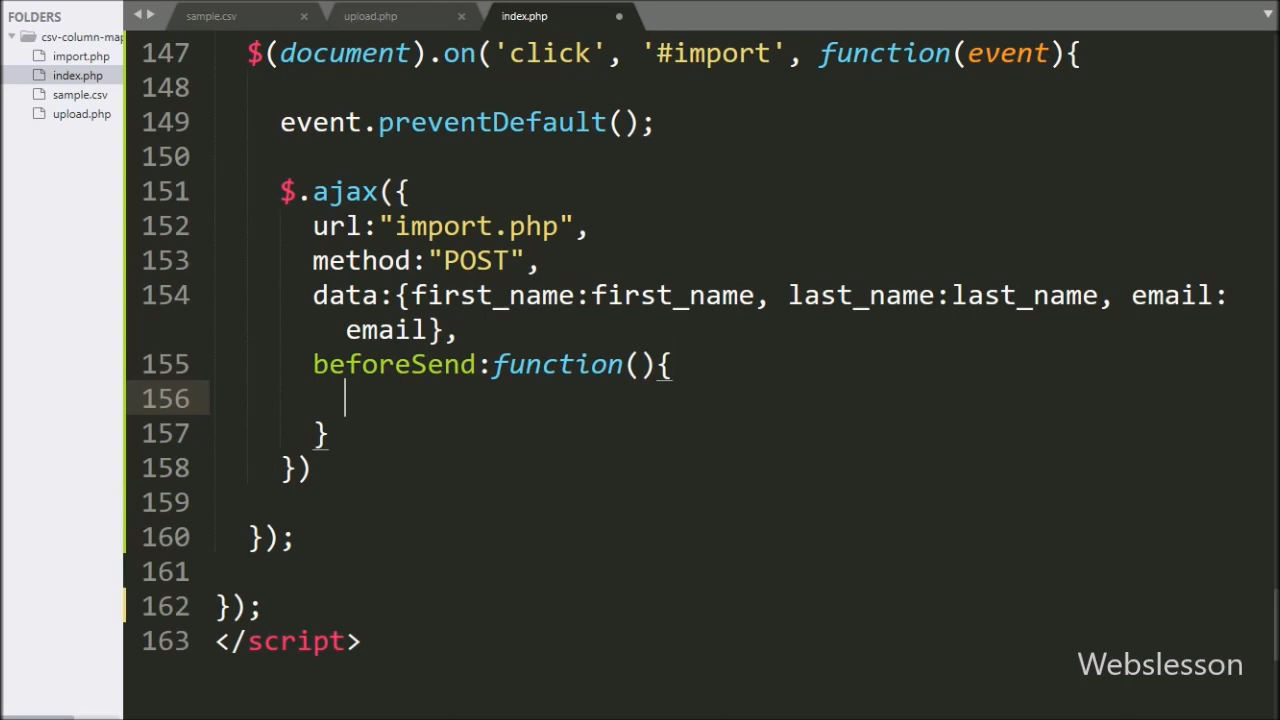 FOLDERS
csv-column-map
import.php
index.php
sample.csv
upload.php
sample.csv
upload.php
index.php
147 $(document).on('click', '#import', function(event){
148
149 event.preventDefault();
150
151 $.ajax({
152 url:"import.php",
153 method:"POST",
154 data:{first_name:first_name, last_name:last_name, email:
email},
155 beforeSend:function(){
156
157 }
158 })
159
160 });
161
162 });
163 </script>
Webslesson